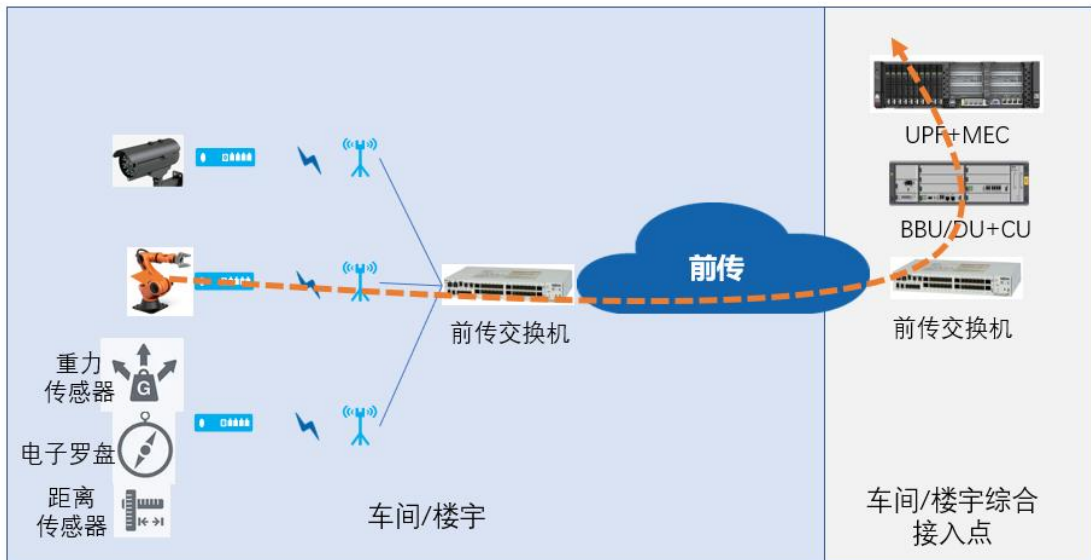 UPF+MEC
BBU/DU+CU
前传
前传交换机
前传交换机
重力
传感器
G
电子罗盘
距离
传感器
车间/楼宇
车间/楼宇综合
接入点